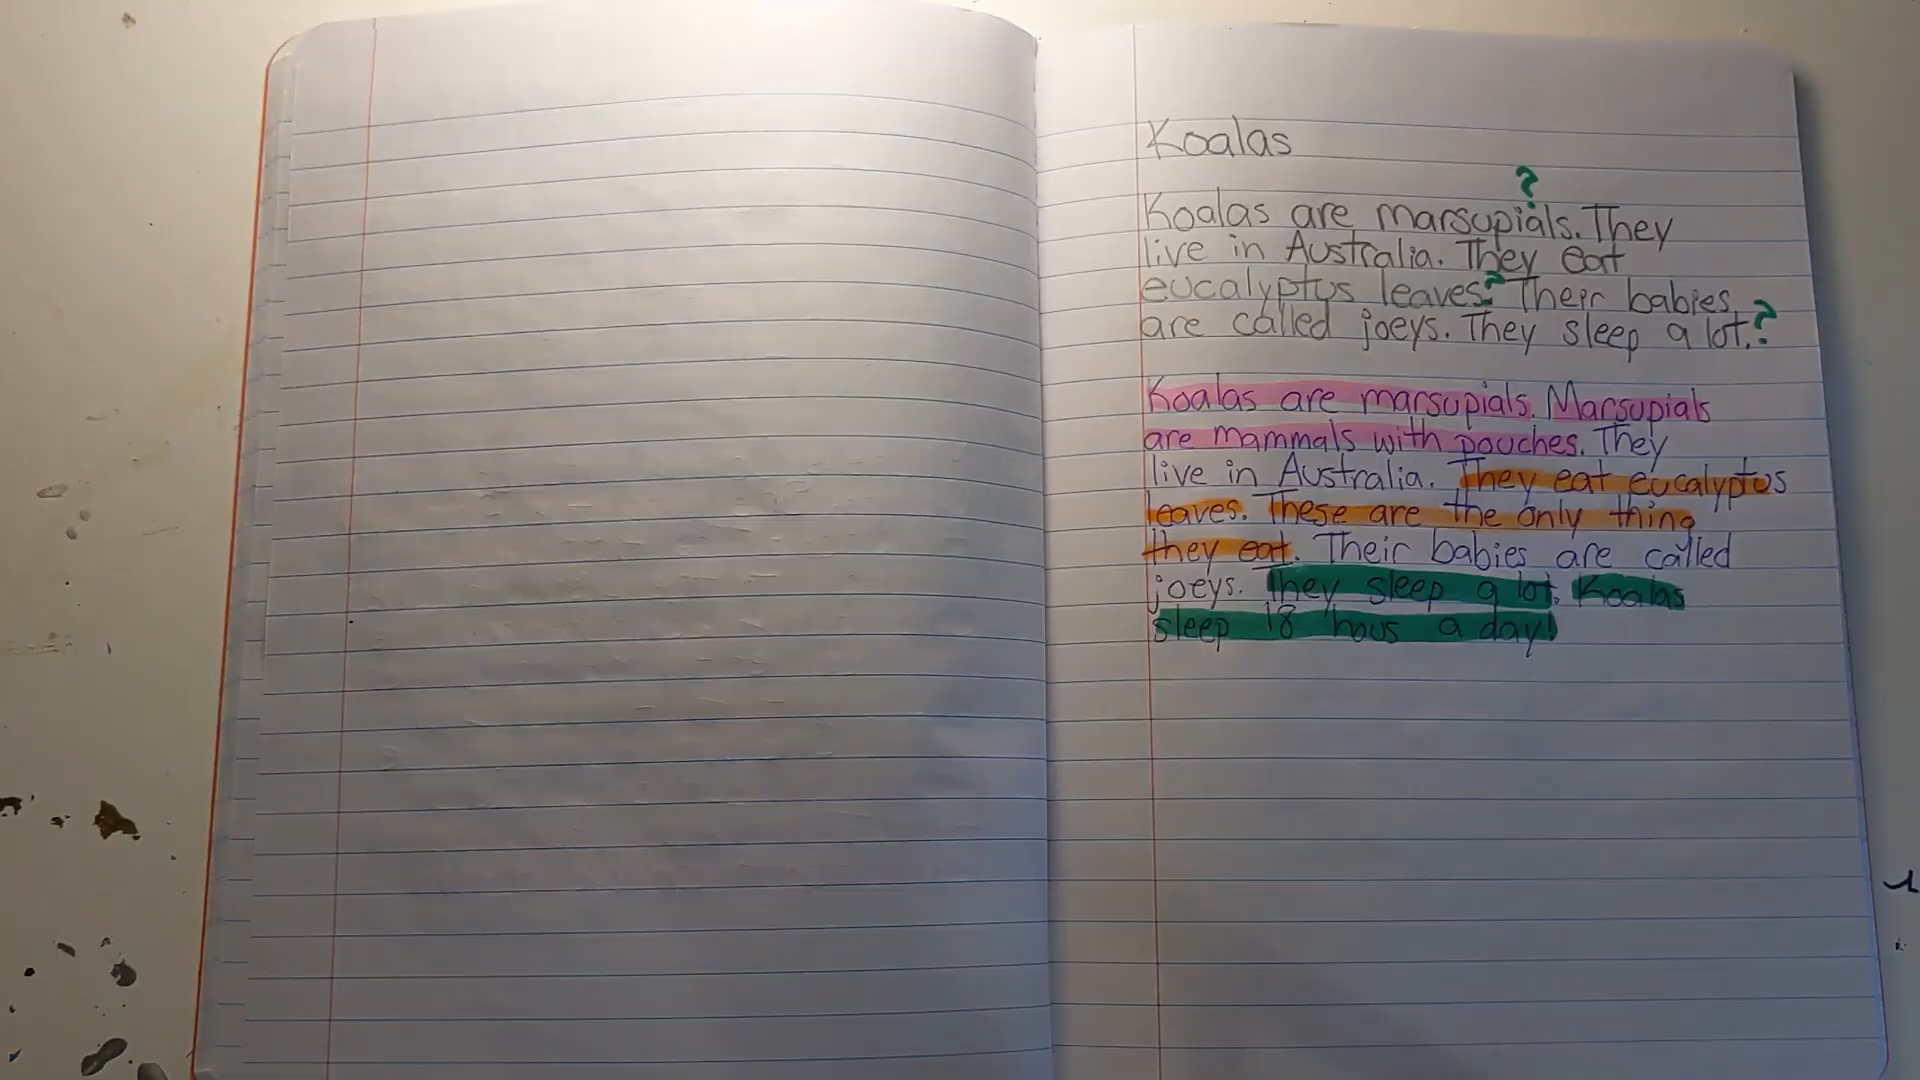 Koalas
?
Koalas are marsupials. They
live in Australia. They eat
eucalyptus leaves.? Their babies
are called joeys. They sleep a lot.?
Koalas are marsupials. Marsupials
are mammals with pouches. They
live in Australia. They eat eucalyptus
leaves. These are the only thing
they eat. Their babies are called
joeys. They sleep a lot. Koalas
sleep 18 hous a day!